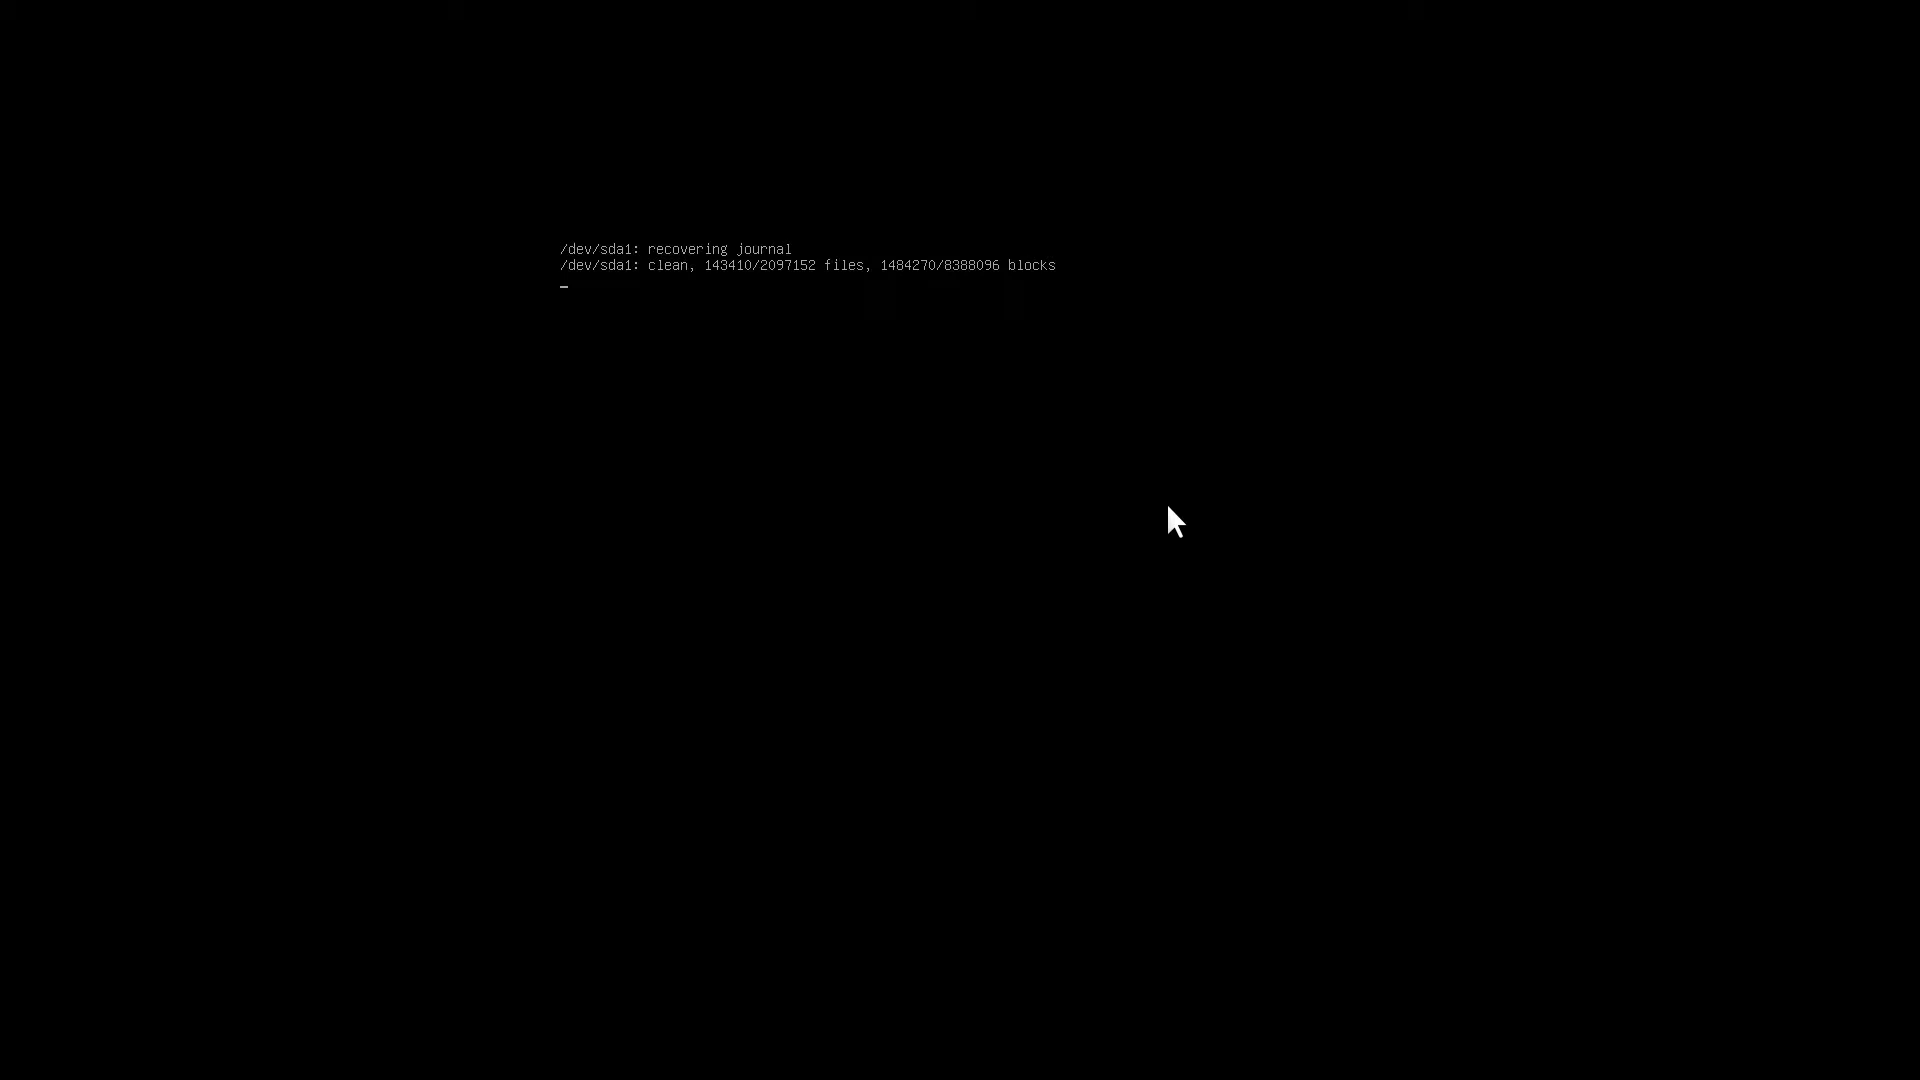 /dev/sda1: recovering journal
/dev/sda1: clean, 143410/2097152 files, 1484270/8388096 blocks